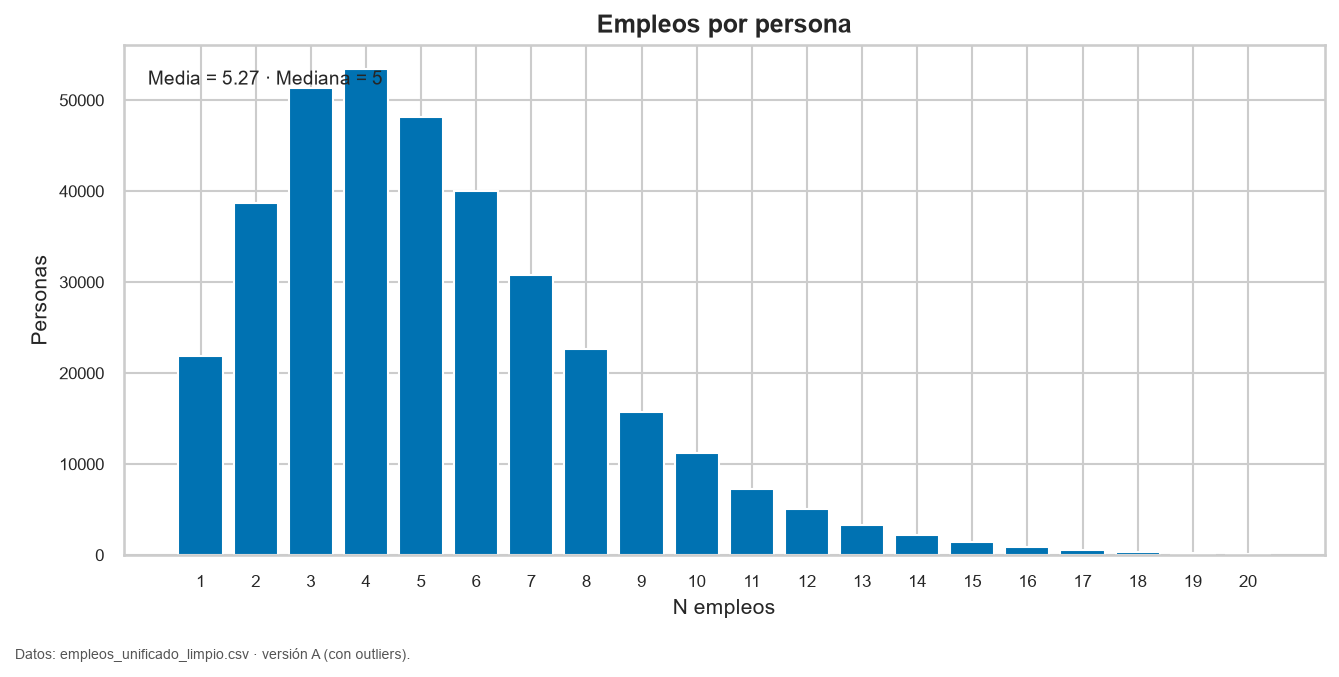 Empleos por persona
Media = 5.27 · Mediana = 5
50000
40000
30000
20000
10000
0
Personas
1 2 3 4 5 6 7 8 9 10 11 12 13 14 15 16 17 18 19 20
N empleos
Datos: empleos_unificado_limpio.csv · versión A (con outliers).